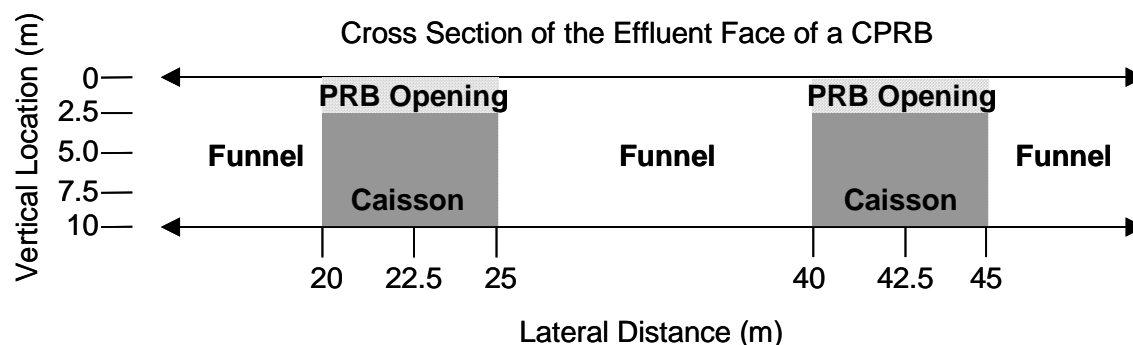 Cross Section of the Effluent Face of a CPRB
Vertical Location (m)
0
2.5
5.0
7.5
10
PRB Opening
PRB Opening
Funnel
Funnel
Funnel
Caisson
Caisson
20
22.5
25
40
42.5
45
Lateral Distance (m)